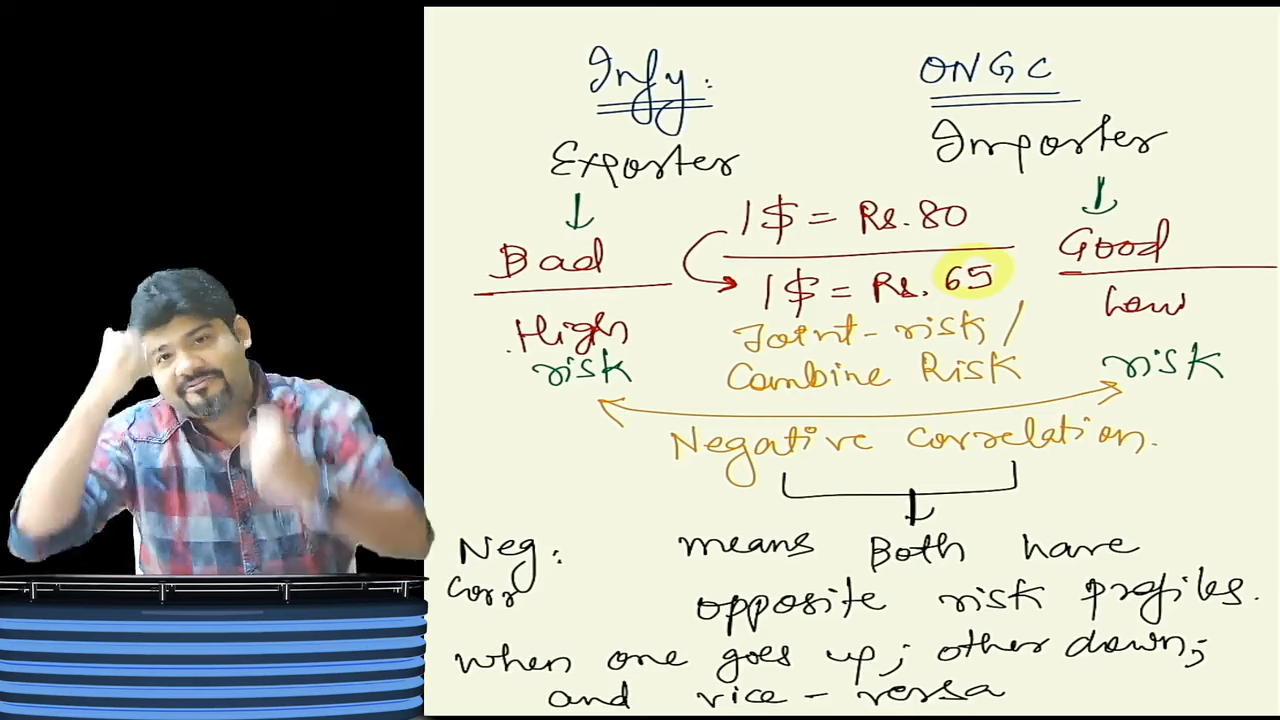 Infy:
ONGC
Exporter
Importer
↓
↓
Bad
1$ = Rs. 80
Good
1$ = Rs. 65
High
risk
Joint-risk /
Combine Risk
Low
risk
Negative Correlation.
Neg: means Both have
Corr opposite risk profiles.
when one goes up; other down;
and vice-versa